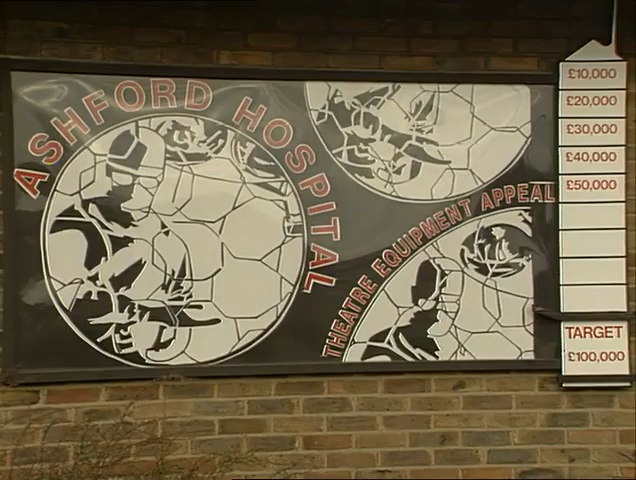 ASHFORD HOSPITAL
THEATRE EQUIPMENT APPEAL
£10,000
£20,000
£30,000
£40,000
£50,000
TARGET
£100,000